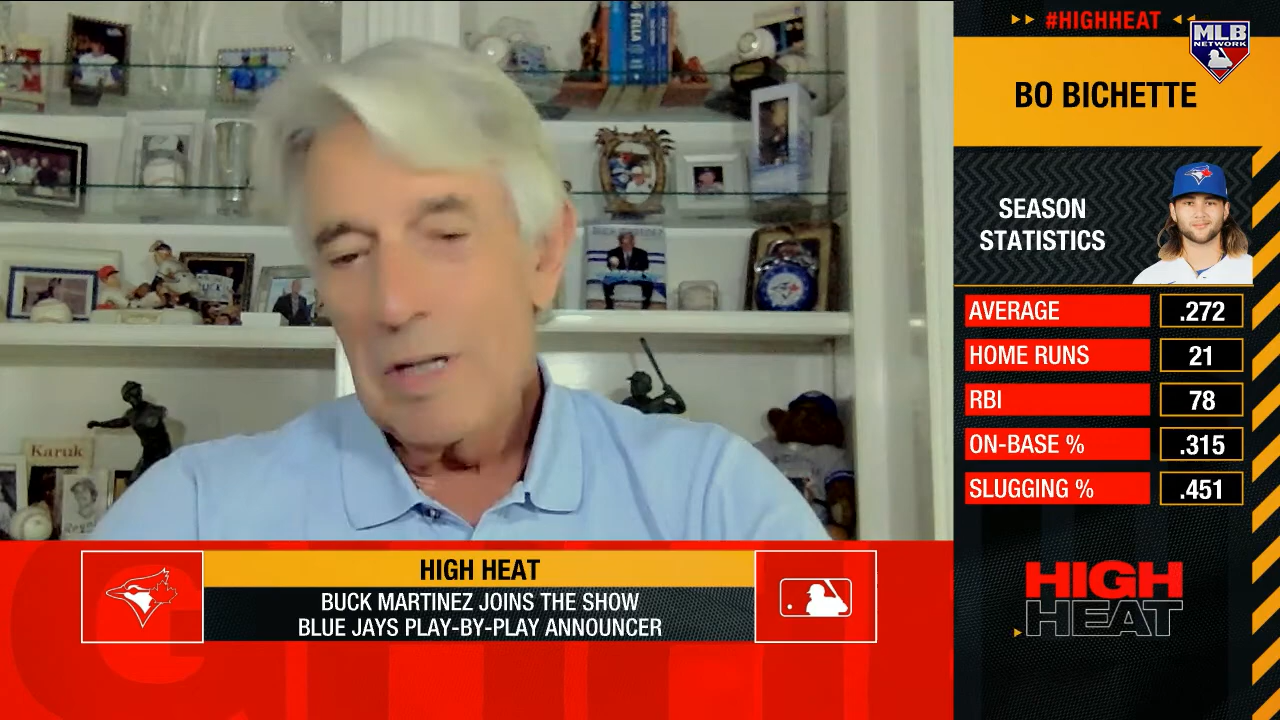 #HIGHHEAT
MLB
NETWORK
BO BICHETTE
SEASON
STATISTICS
AVERAGE .272
HOME RUNS 21
RBI 78
ON-BASE % .315
SLUGGING % .451
HIGH
HEAT
Karuk
HIGH HEAT
BUCK MARTINEZ JOINS THE SHOW
BLUE JAYS PLAY-BY-PLAY ANNOUNCER